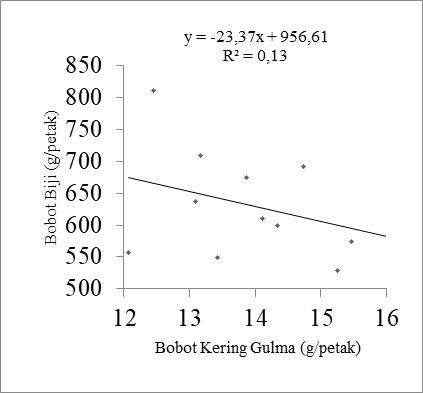 y = -23,37x + 956,61
R² = 0,13
850
800
750
700
650
600
550
500
Bobot Biji (g/petak)
12 13 14 15 16
Bobot Kering Gulma (g/petak)